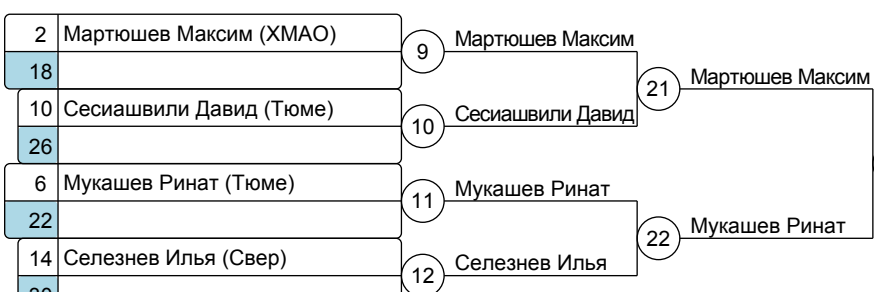 2 Мартюшев Максим (ХМАО)
18
9 Мартюшев Максим
21 Мартюшев Максим
10 Сесиашвили Давид (Тюме)
26
10 Сесиашвили Давид
6 Мукашев Ринат (Тюме)
22
11 Мукашев Ринат
22 Мукашев Ринат
14 Селезнев Илья (Свер)
12 Селезнев Илья